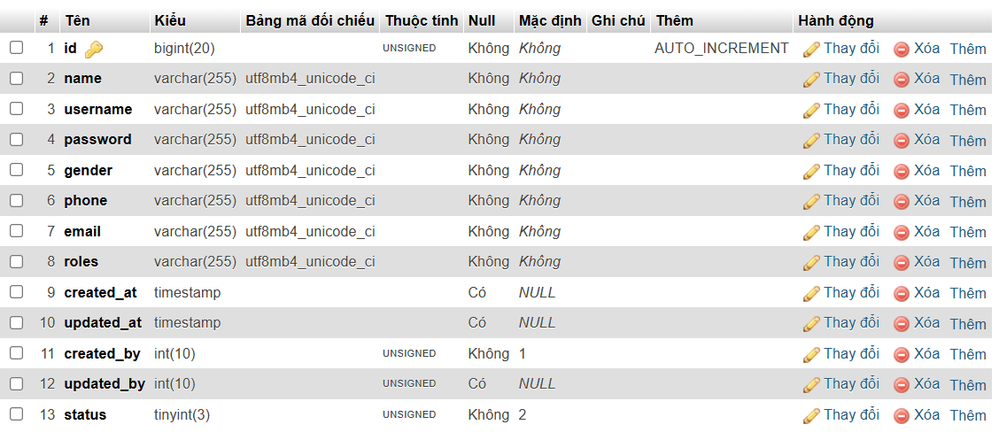 # Tên Kiểu Bảng mã đối chiếu Thuộc tính Null Mặc định Ghi chú Thêm Hành động
1 id bigint(20) UNSIGNED Không Không AUTO_INCREMENT Thay đổi Xóa Thêm
2 name varchar(255) utf8mb4_unicode_ci Không Không Thay đổi Xóa Thêm
3 username varchar(255) utf8mb4_unicode_ci Không Không Thay đổi Xóa Thêm
4 password varchar(255) utf8mb4_unicode_ci Không Không Thay đổi Xóa Thêm
5 gender varchar(255) utf8mb4_unicode_ci Không Không Thay đổi Xóa Thêm
6 phone varchar(255) utf8mb4_unicode_ci Không Không Thay đổi Xóa Thêm
7 email varchar(255) utf8mb4_unicode_ci Không Không Thay đổi Xóa Thêm
8 roles varchar(255) utf8mb4_unicode_ci Không Không Thay đổi Xóa Thêm
9 created_at timestamp Có NULL Thay đổi Xóa Thêm
10 updated_at timestamp Có NULL Thay đổi Xóa Thêm
11 created_by int(10) UNSIGNED Không 1 Thay đổi Xóa Thêm
12 updated_by int(10) UNSIGNED Có NULL Thay đổi Xóa Thêm
13 status tinyint(3) UNSIGNED Không 2 Thay đổi Xóa Thêm